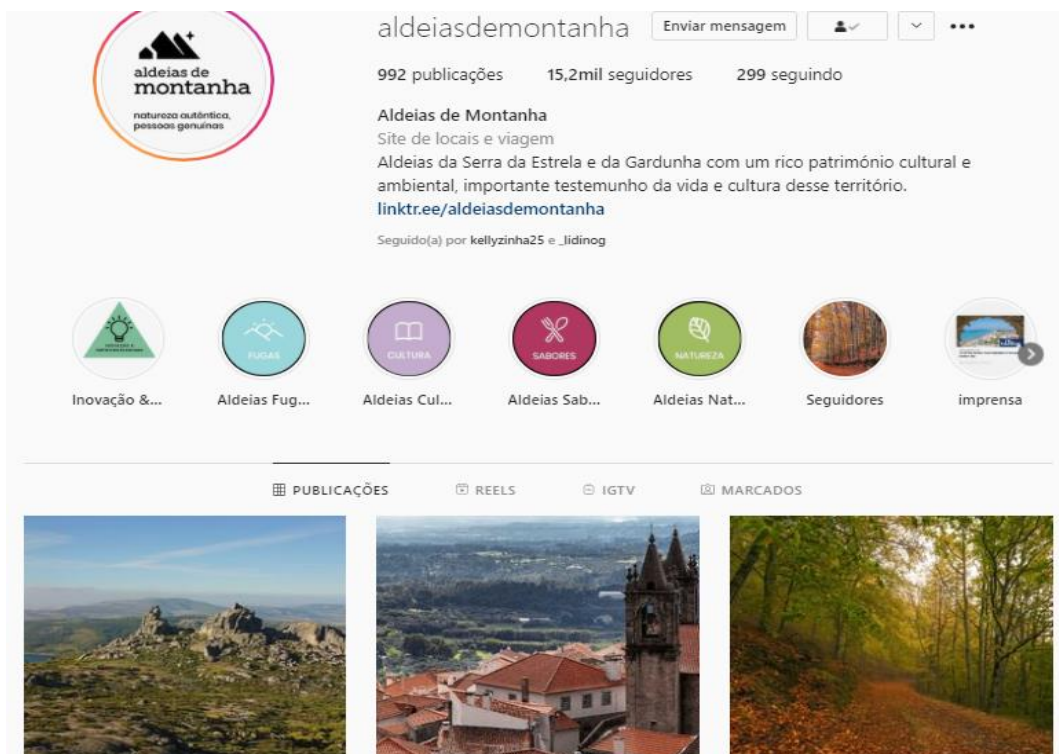 aldeias de
montanha
natureza autêntica,
pessoas genuínas
aldeiasdemontanha Enviar mensagem
992 publicações 15,2mil seguidores 299 seguindo
Aldeias de Montanha
Site de locais e viagem
Aldeias da Serra da Estrela e da Gardunha com um rico património cultural e
ambiental, importante testemunho da vida e cultura desse território.
linktr.ee/aldeiasdemontanha
Seguido(a) por kellyzinha25 e _lidinog
FUGAS CULTURA SABORES NATUREZA
Inovação &... Aldeias Fug... Aldeias Cul... Aldeias Sab... Aldeias Nat... Seguidores imprensa
PUBLICAÇÕES REELS IGTV MARCADOS